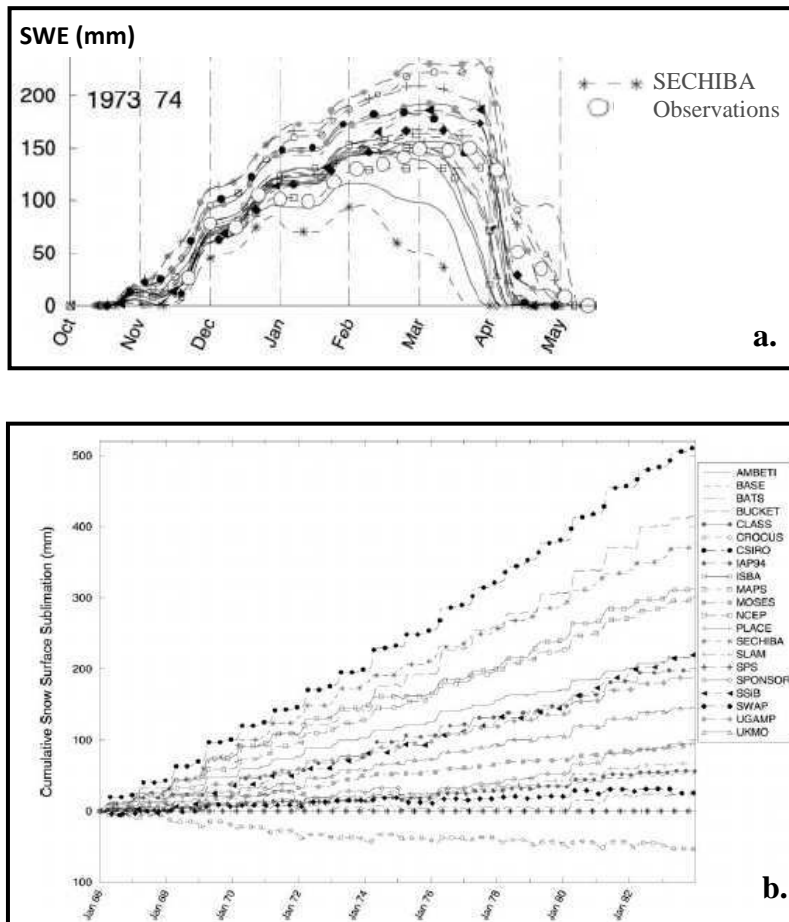 SWE (mm)
200
150
100
50
0
1973 74
SECHIBA
Observations
Oct
Nov
Dec
Jan
Feb
Mar
Apr
May
a.
Cumulative Snow Surface Sublimation (mm)
500
400
300
200
100
0
100
Jan 66
Jan 68
Jan 70
Jan 72
Jan 74
Jan 76
Jan 78
Jan 80
Jan 82
AMBETI
BASE
BATS
BUCKET
CLASS
CROCUS
CSIRO
IAP94
ISBA
MAPS
MOSES
NCEP
PLACE
SECHIBA
SLAM
SPS
SPONSOR
SSiB
SWAP
UGAMP
UKMO
b.